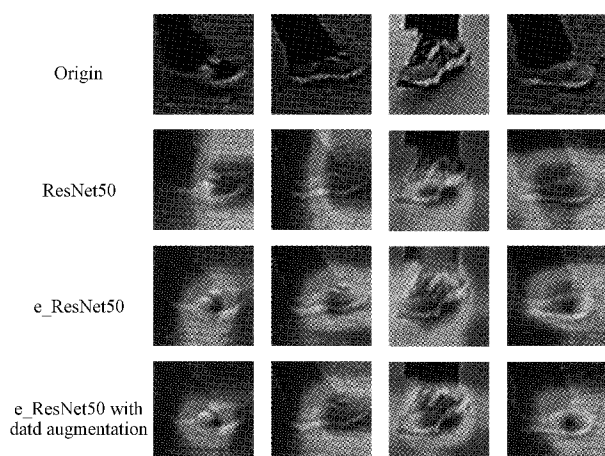 Origin
ResNet50
e_ResNet50
e_ResNet50 with
datd augmentation